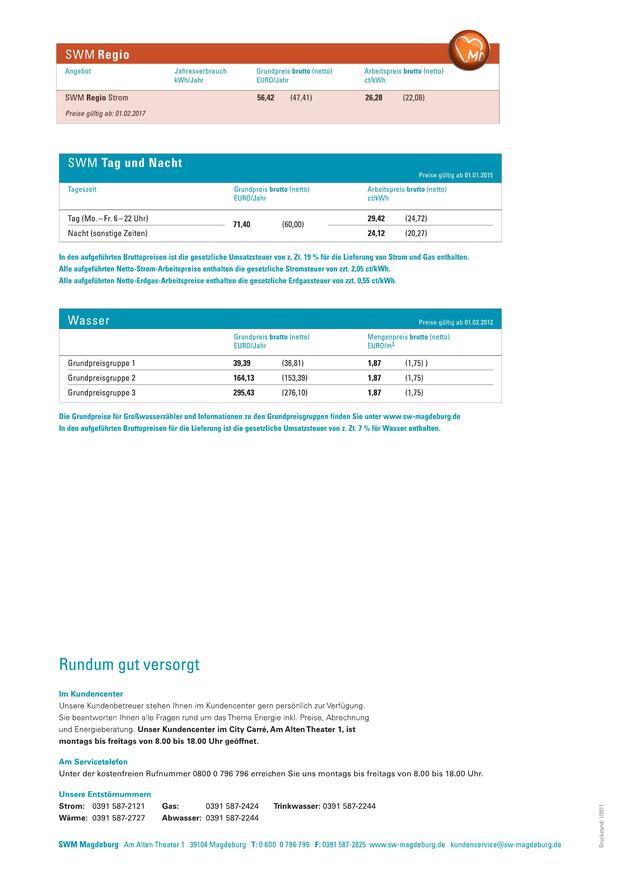 SWM Regio
MD
Angebot Jahresverbrauch Grundpreis brutto (netto) Arbeitspreis brutto (netto)
kWh/Jahr EURO/Jahr ct/kWh
SWM Regio Strom 56,42 (47,41) 26,28 (22,08)
Preise gültig ab: 01.02.2017
SWM Tag und Nacht
Preise gültig ab 01.01.2015
Tageszeit Grundpreis brutto (netto) Arbeitspreis brutto (netto)
EURO/Jahr ct/kWh
Tag (Mo. – Fr. 6 – 22 Uhr) 29,42 (24,72)
71,40 (60,00)
Nacht (sonstige Zeiten) 24,12 (20,27)
In den aufgeführten Bruttopreisen ist die gesetzliche Umsatzsteuer von z. Zt. 19 % für die Lieferung von Strom und Gas enthalten.
Alle aufgeführten Netto-Strom-Arbeitspreise enthalten die gesetzliche Stromsteuer von zzt. 2,05 ct/kWh.
Alle aufgeführten Netto-Erdgas-Arbeitspreise enthalten die gesetzliche Erdgassteuer von zzt. 0,55 ct/kWh.
Wasser Preise gültig ab 01.02.2012
Grundpreis brutto (netto) Mengenpreis brutto (netto)
EURO/Jahr EURO/m³
Grundpreisgruppe 1 39,39 (36,81) 1,87 (1,75) )
Grundpreisgruppe 2 164,13 (153,39) 1,87 (1,75)
Grundpreisgruppe 3 295,43 (276,10) 1,87 (1,75)
Die Grundpreise für Großwasserzähler und Informationen zu den Grundpreisgruppen finden Sie unter www.sw-magdeburg.de
In den aufgeführten Bruttopreisen für die Lieferung ist die gesetzliche Umsatzsteuer von z. Zt. 7 % für Wasser enthalten.
Rundum gut versorgt
Im Kundencenter
Unsere Kundenbetreuer stehen Ihnen im Kundencenter gern persönlich zur Verfügung.
Sie beantworten Ihnen alle Fragen rund um das Thema Energie inkl. Preise, Abrechnung
und Energieberatung. Unser Kundencenter im City Carré, Am Alten Theater 1, ist
montags bis freitags von 8.00 bis 18.00 Uhr geöffnet.
Am Servicetelefon
Unter der kostenfreien Rufnummer 0800 0 796 796 erreichen Sie uns montags bis freitags von 8.00 bis 18.00 Uhr.
Unsere Entstörnummern
Strom: 0391 587-2121 Gas: 0391 587-2424 Trinkwasser: 0391 587-2244
Wärme: 0391 587-2727 Abwasser: 0391 587-2244
SWM Magdeburg Am Alten Theater 1 39104 Magdeburg T: 0 800 0 796 796 F: 0391 587-2825 www.sw-magdeburg.de kundenservice@sw-magdeburg.de
Druckstand: 1/2017